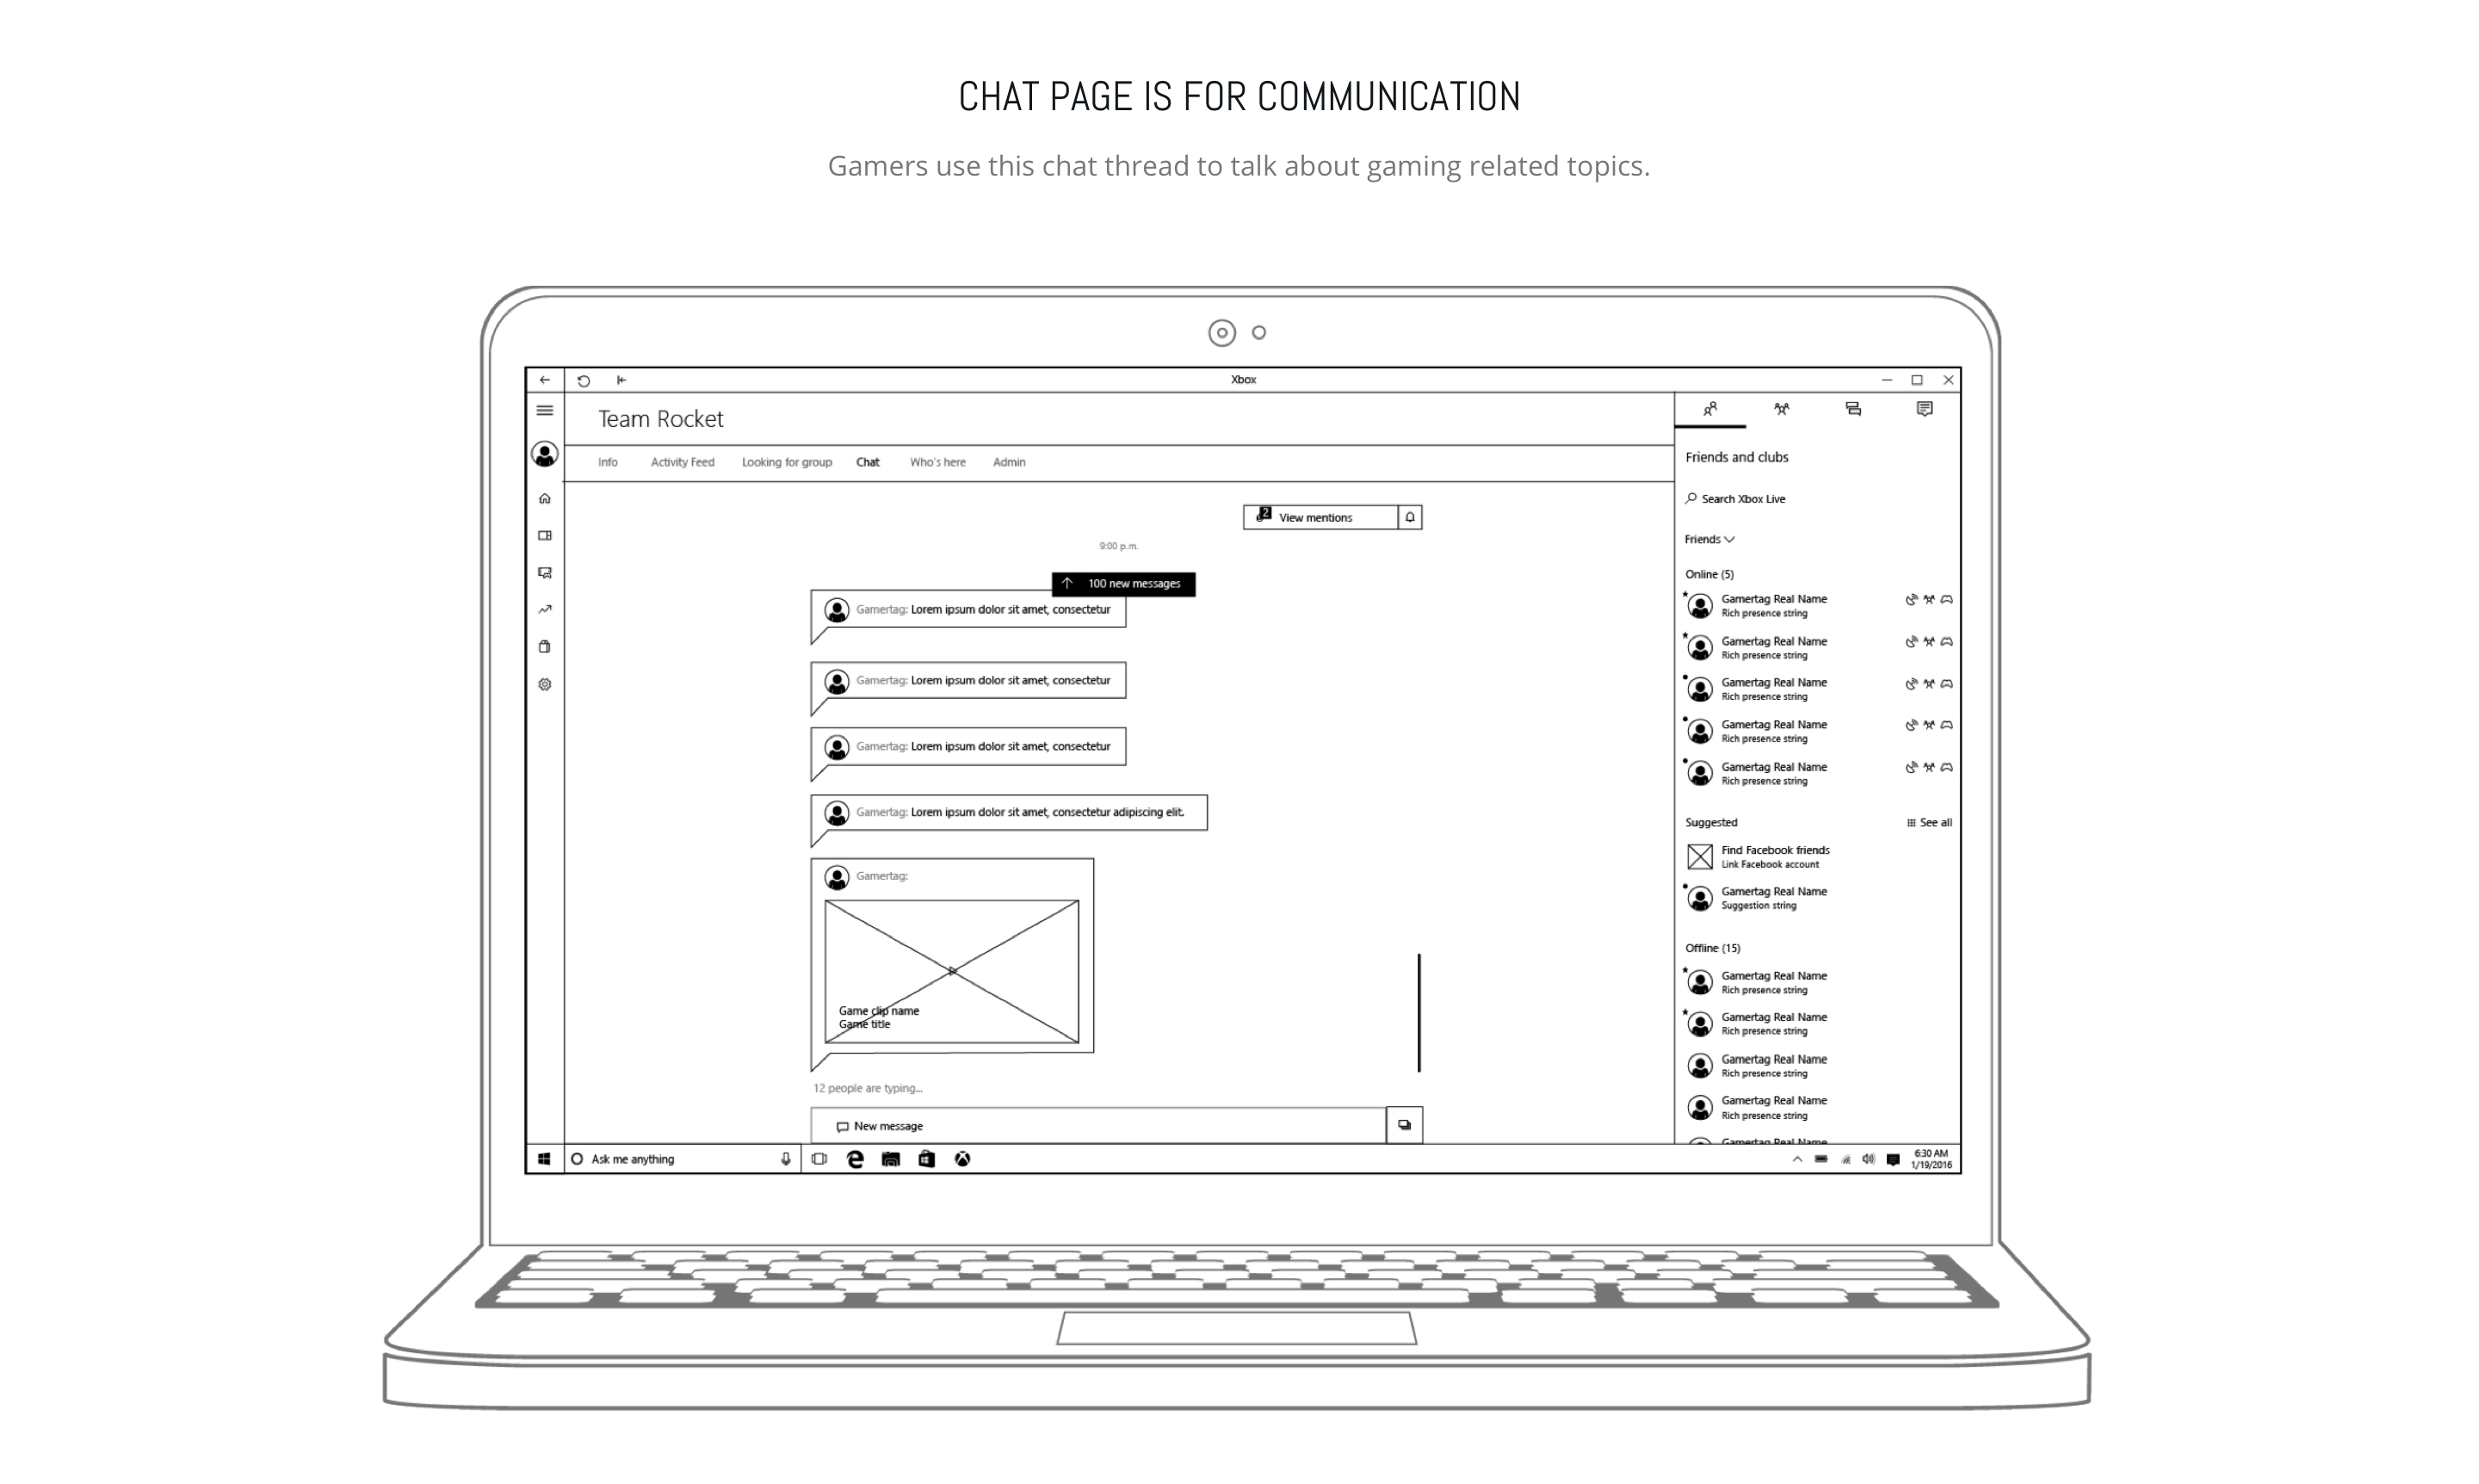 CHAT PAGE IS FOR COMMUNICATION
Gamers use this chat thread to talk about gaming related topics.
Xbox
Team Rocket
Info Activity Feed Looking for group Chat Who's here Admin
2 View mentions
9:00 p.m.
100 new messages
Gamertag: Lorem ipsum dolor sit amet, consectetur
Gamertag: Lorem ipsum dolor sit amet, consectetur
Gamertag: Lorem ipsum dolor sit amet, consectetur
Gamertag: Lorem ipsum dolor sit amet, consectetur adipiscing elit.
Gamertag:
Game clip name
Game title
12 people are typing...
New message
Friends and clubs
Search Xbox Live
Friends
Online (5)
Gamertag Real Name
Rich presence string
Gamertag Real Name
Rich presence string
Gamertag Real Name
Rich presence string
Gamertag Real Name
Rich presence string
Gamertag Real Name
Rich presence string
Suggested See all
Find Facebook friends
Link Facebook account
Gamertag Real Name
Suggestion string
Offline (15)
Gamertag Real Name
Rich presence string
Gamertag Real Name
Rich presence string
Gamertag Real Name
Rich presence string
Gamertag Real Name
Rich presence string
Gamertag Real Name
Ask me anything
6:30 AM
1/19/2016